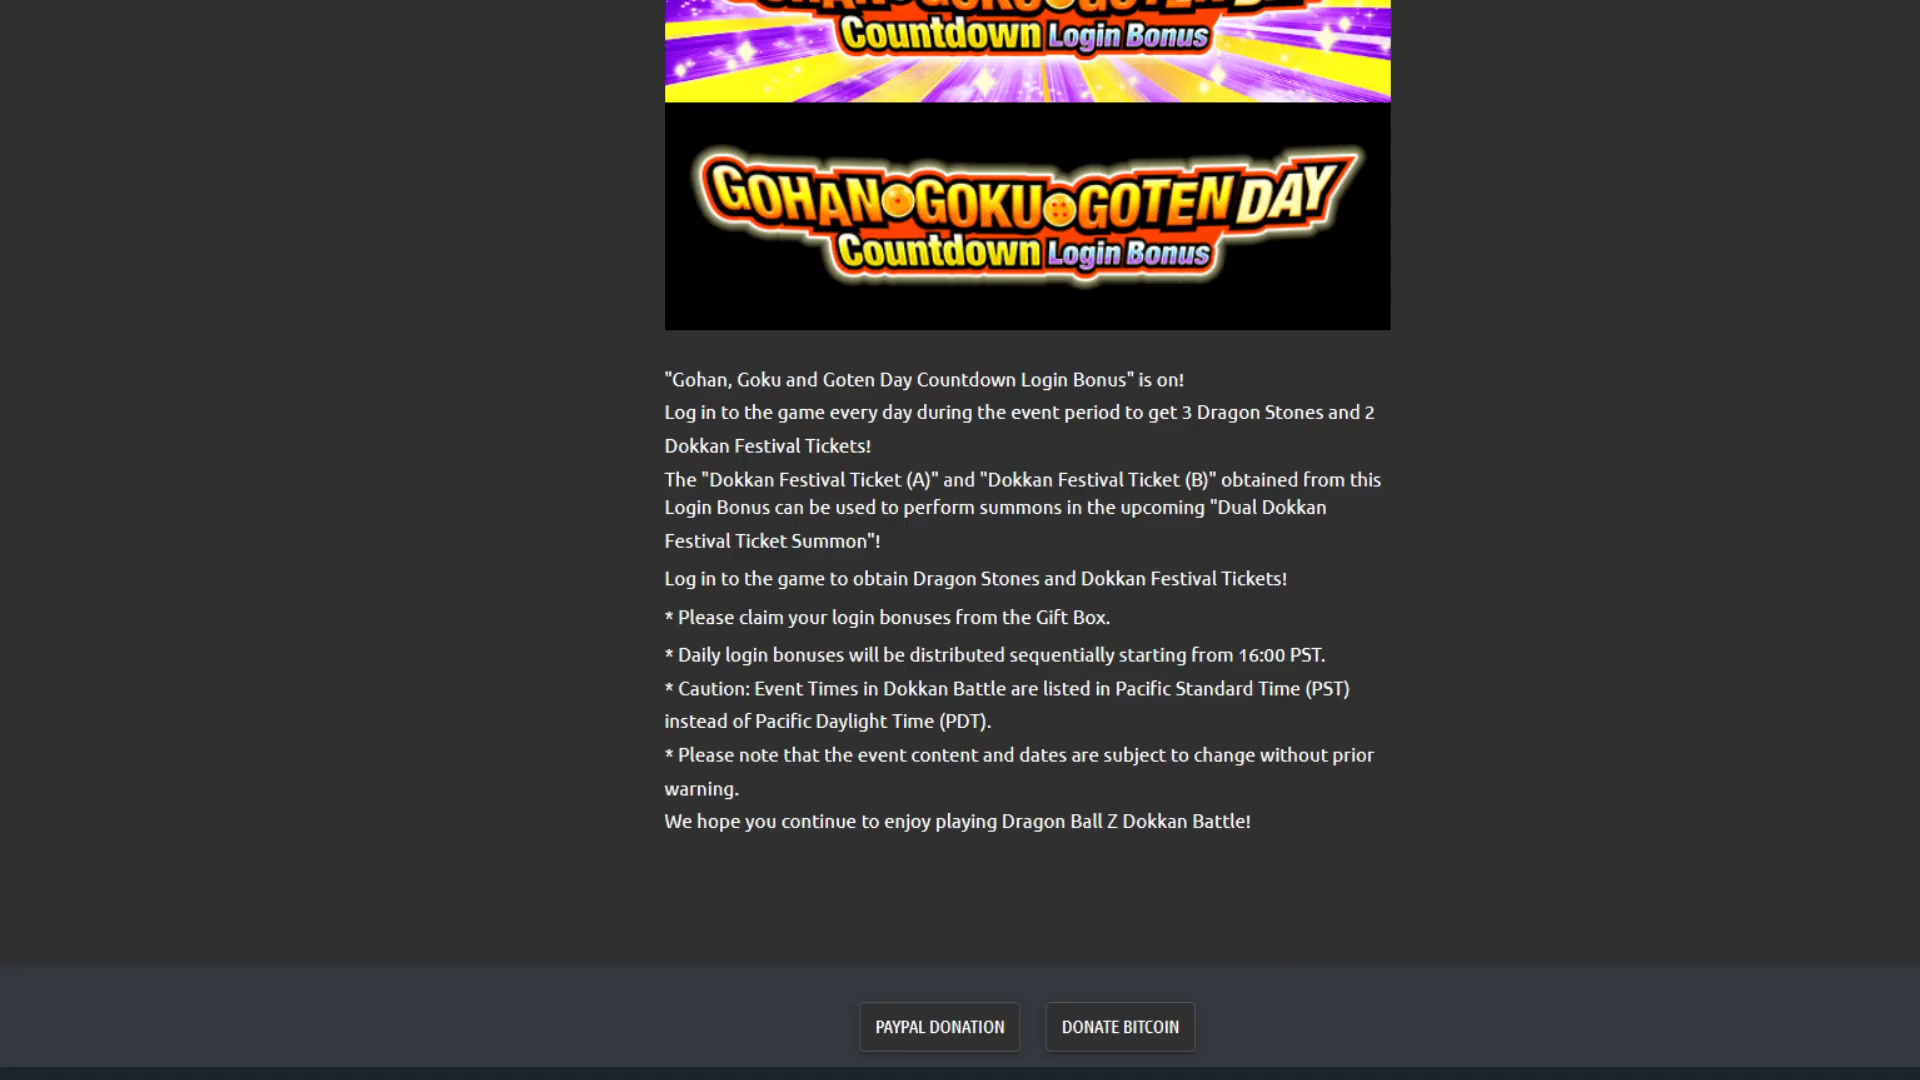 Countdown Login Bonus
GOHAN GOKU GOTEN DAY
Countdown Login Bonus
"Gohan, Goku and Goten Day Countdown Login Bonus" is on!
Log in to the game every day during the event period to get 3 Dragon Stones and 2
Dokkan Festival Tickets!
The "Dokkan Festival Ticket (A)" and "Dokkan Festival Ticket (B)" obtained from this
Login Bonus can be used to perform summons in the upcoming "Dual Dokkan
Festival Ticket Summon"!
Log in to the game to obtain Dragon Stones and Dokkan Festival Tickets!
* Please claim your login bonuses from the Gift Box.
* Daily login bonuses will be distributed sequentially starting from 16:00 PST.
* Caution: Event Times in Dokkan Battle are listed in Pacific Standard Time (PST)
instead of Pacific Daylight Time (PDT).
* Please note that the event content and dates are subject to change without prior
warning.
We hope you continue to enjoy playing Dragon Ball Z Dokkan Battle!
PAYPAL DONATION
DONATE BITCOIN